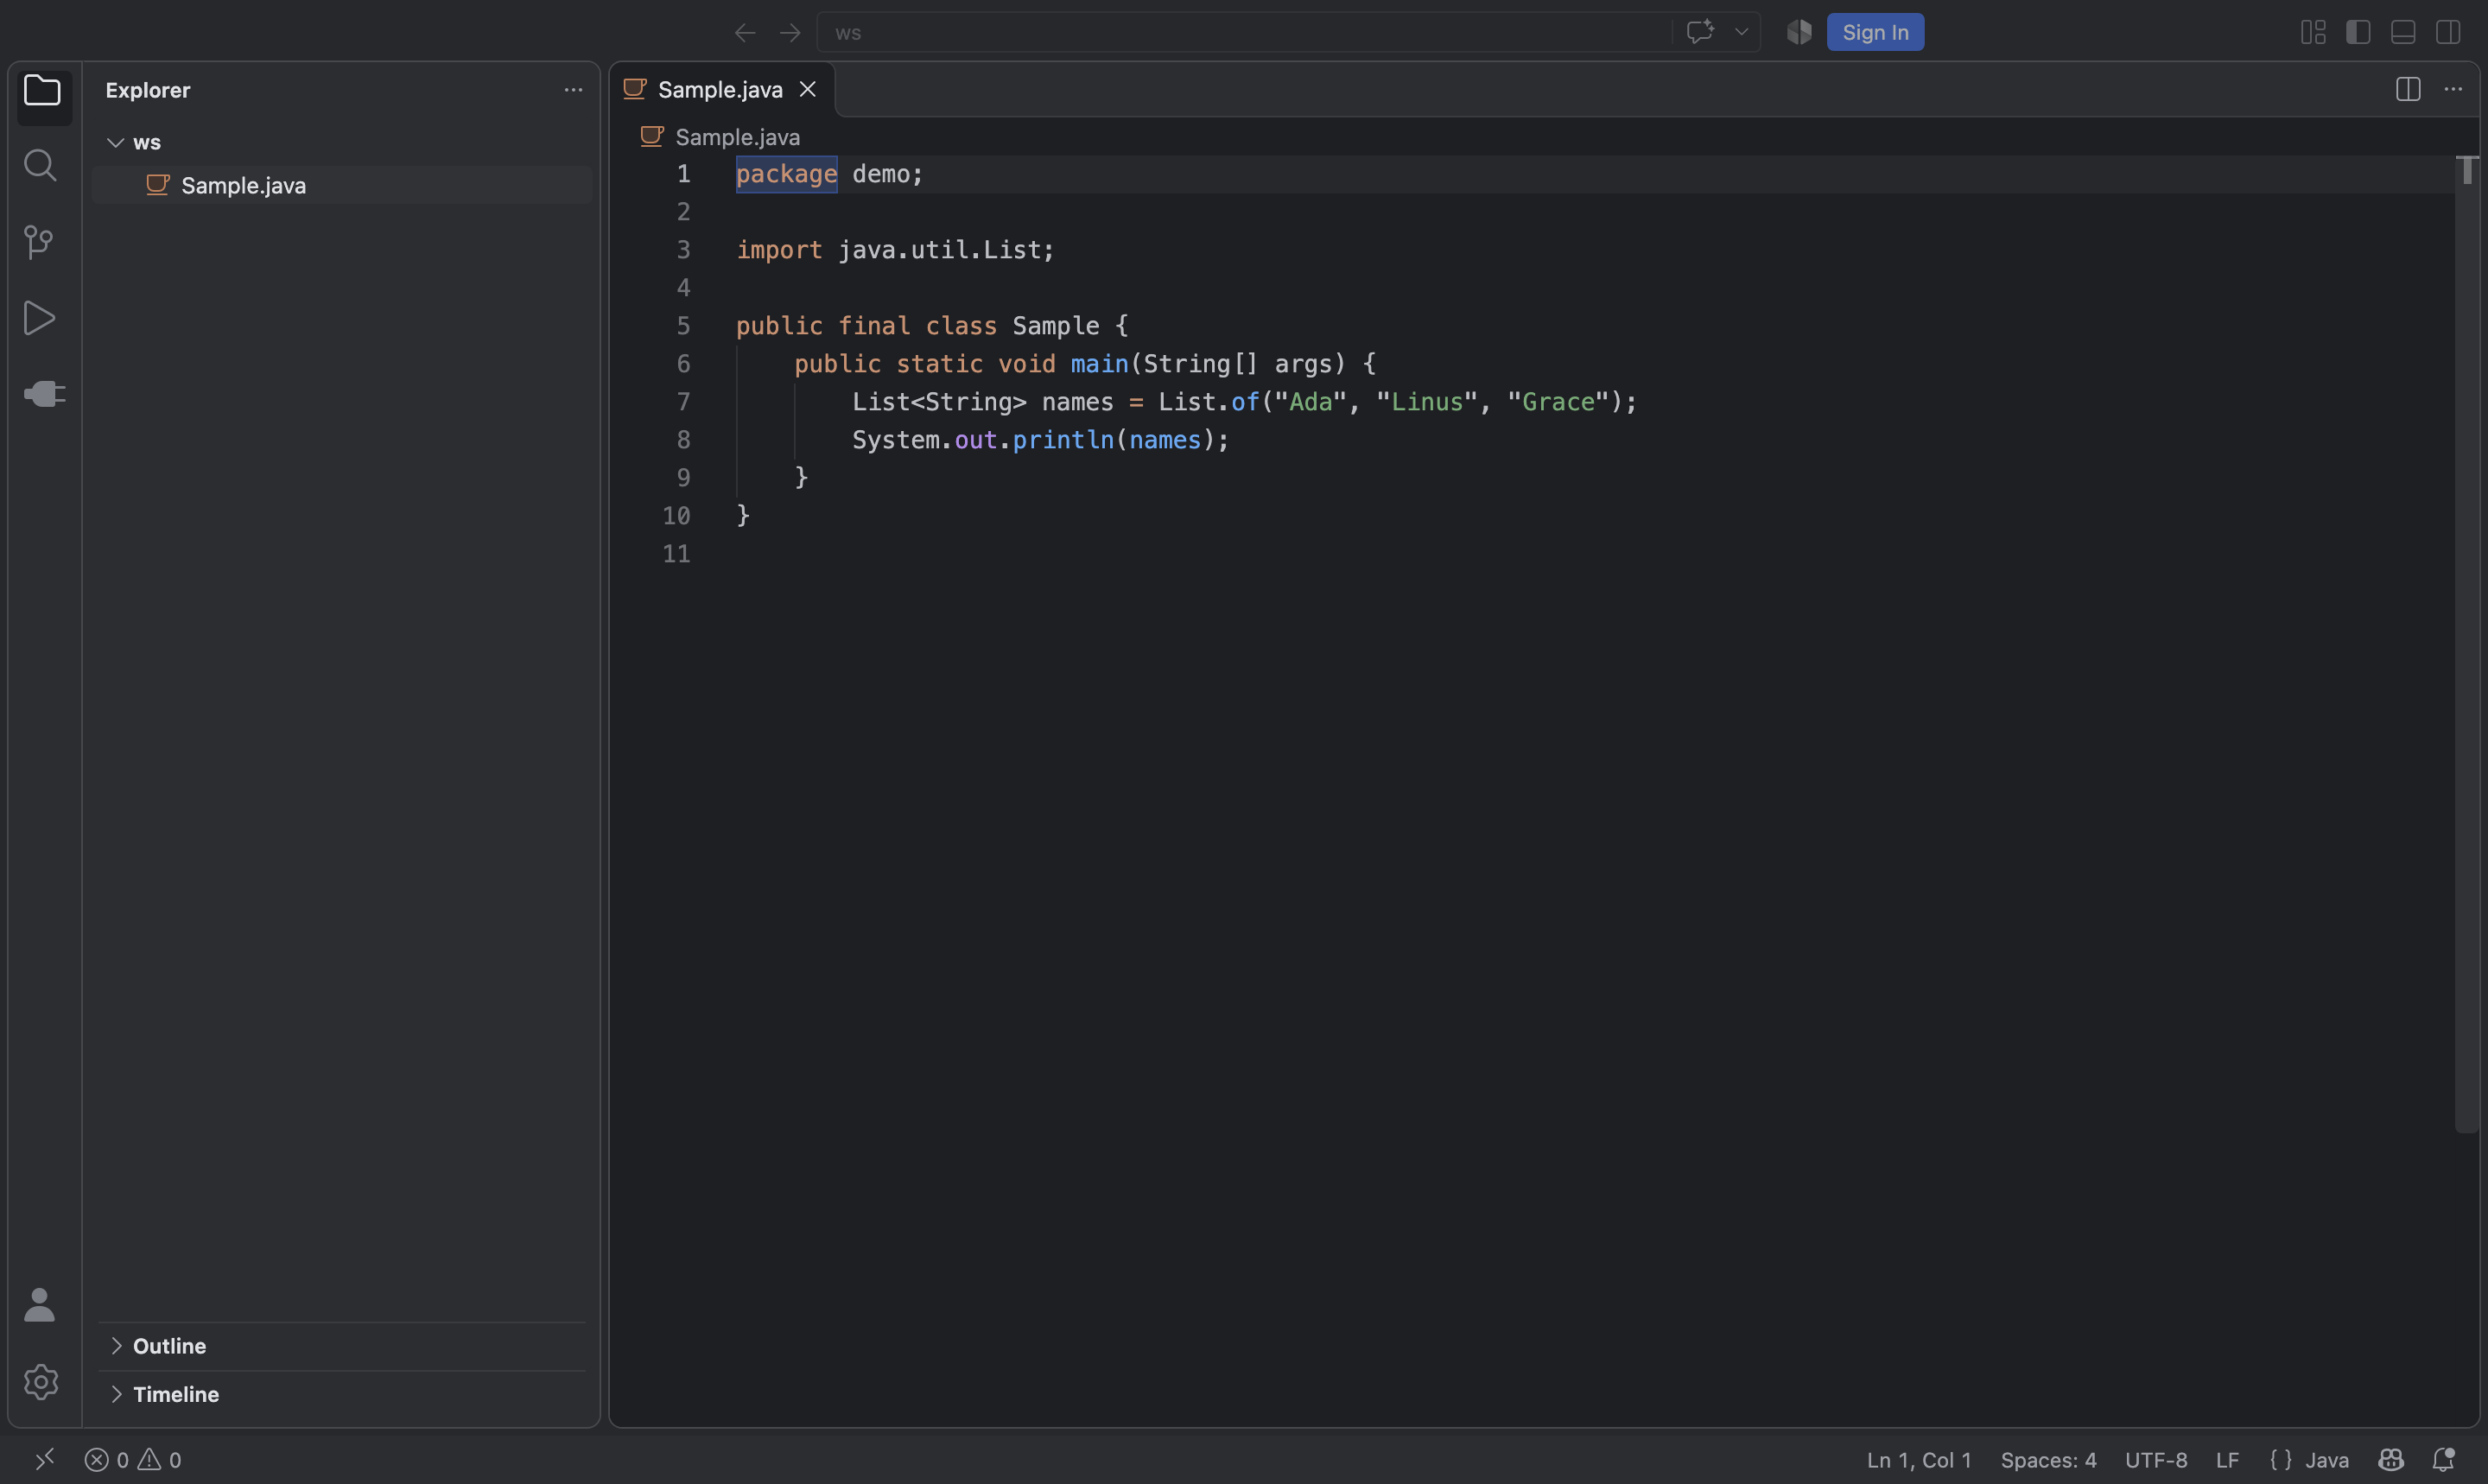 ws
Sign In
Explorer
ws
Sample.java
Sample.java
Sample.java
1 package demo;
2
3 import java.util.List;
4
5 public final class Sample {
6     public static void main(String[] args) {
7         List<String> names = List.of("Ada", "Linus", "Grace");
8         System.out.println(names);
9     }
10 }
11
Outline
Timeline
0 0
Ln 1, Col 1 Spaces: 4 UTF-8 LF { } Java